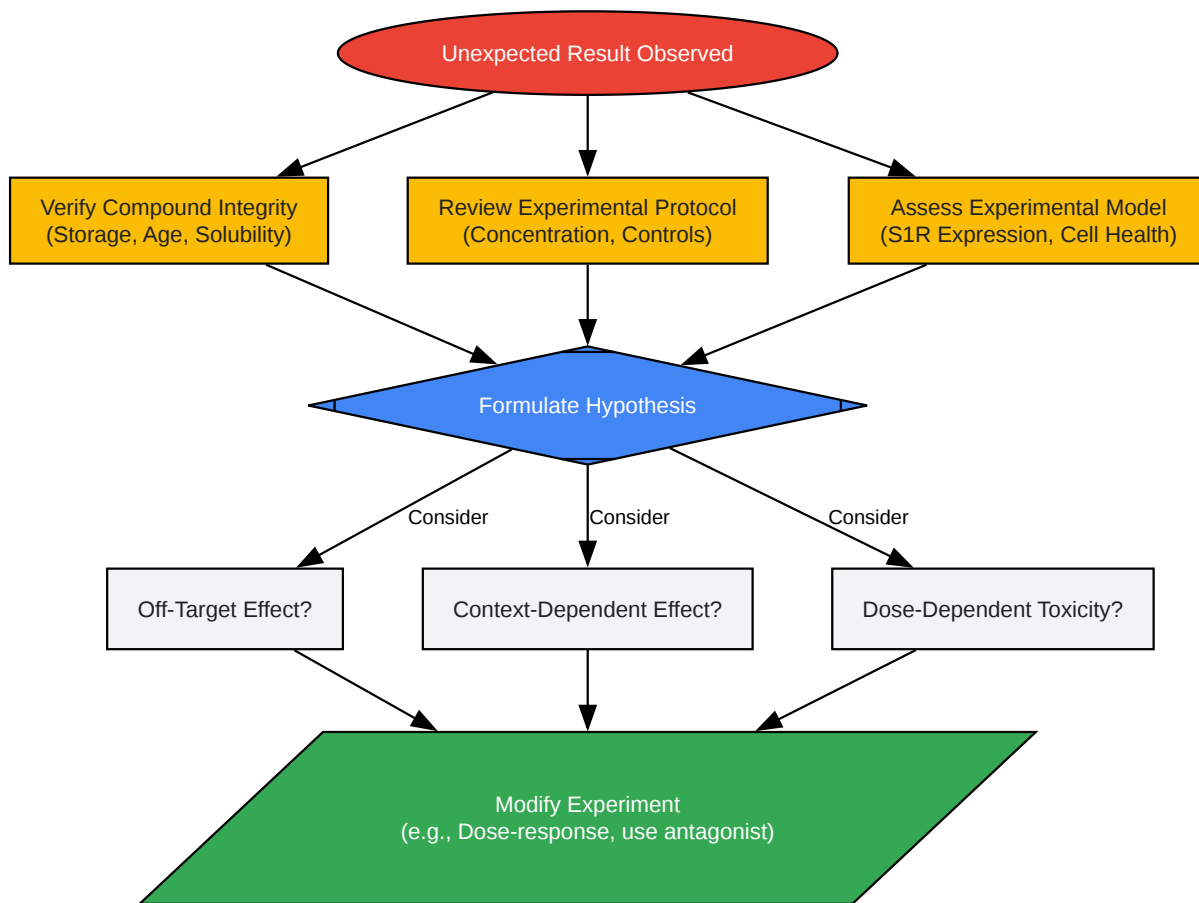 Unexpected Result Observed
Verify Compound Integrity
(Storage, Age, Solubility)
Review Experimental Protocol
(Concentration, Controls)
Assess Experimental Model
(S1R Expression, Cell Health)
Formulate Hypothesis
Consider
Consider
Consider
Off-Target Effect?
Context-Dependent Effect?
Dose-Dependent Toxicity?
Modify Experiment
(e.g., Dose-response, use antagonist)